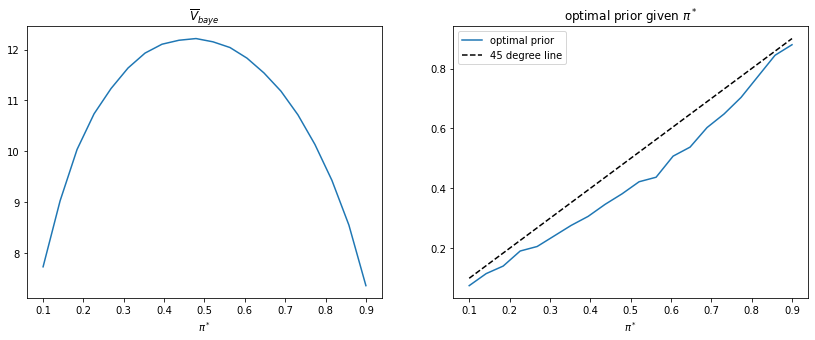 V̅_baye
12
11
10
9
8
0.1 0.2 0.3 0.4 0.5 0.6 0.7 0.8 0.9
π*
optimal prior given π*
optimal prior
45 degree line
0.8
0.6
0.4
0.2
0.1 0.2 0.3 0.4 0.5 0.6 0.7 0.8 0.9
π*